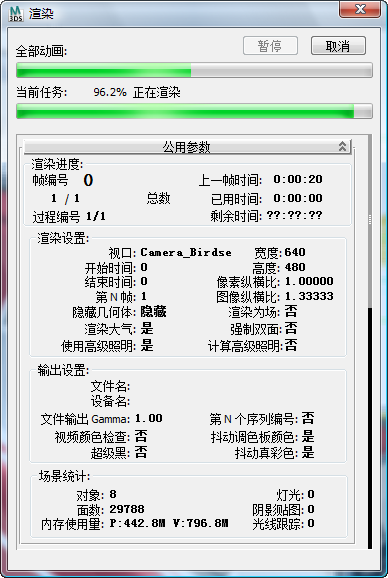 M 3DS 渲染
全部动画: 暂停 取消
当前任务: 96.2% 正在渲染
公用参数
渲染进度:
帧编号 0 上一帧时间: 0:00:20
1 / 1 总数 已用时间: 0:00:00
过程编号 1/1 剩余时间: ??:??:??
渲染设置:
视口: Camera_Birdse 宽度: 640
开始时间: 0 高度: 480
结束时间: 0 像素纵横比: 1.00000
第 N 帧: 1 图像纵横比: 1.33333
隐藏几何体: 隐藏 渲染为场: 否
渲染大气: 是 强制双面: 否
使用高级照明: 是 计算高级照明: 否
输出设置:
文件名:
设备名:
文件输出 Gamma: 1.00 第 N 个序列编号: 否
视频颜色检查: 否 抖动调色板颜色: 是
超级黑: 否 抖动真彩色: 是
场景统计:
对象: 8 灯光: 0
面数: 29788 阴影贴图: 0
内存使用量: P:442.8M V:796.8M 光线跟踪: 0